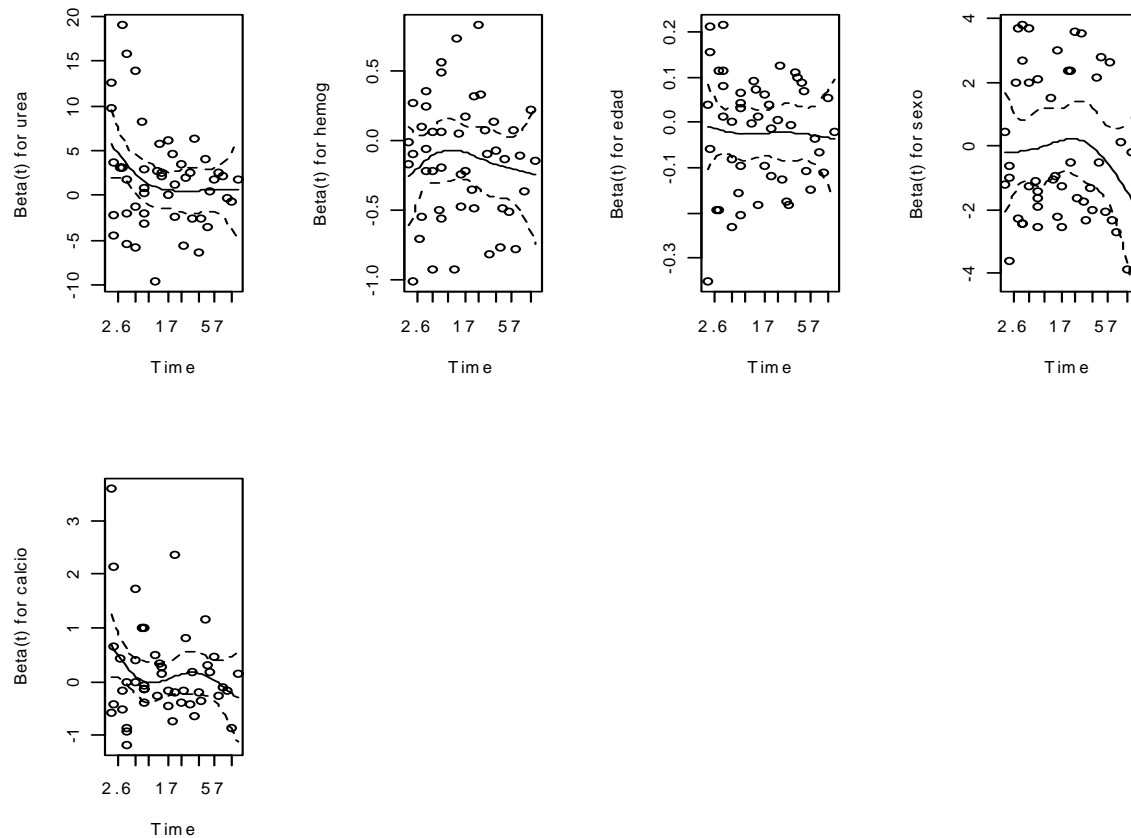 Beta(t) for urea
20
15
10
5
0
-5
-10
2.6 17 57
Time
Beta(t) for hemog
0.5
0.0
-0.5
-1.0
2.6 17 57
Time
Beta(t) for edad
0.2
0.1
0.0
-0.1
-0.3
2.6 17 57
Time
Beta(t) for sexo
4
2
0
-2
-4
2.6 17 57
Time
Beta(t) for calcio
3
2
1
0
-1
2.6 17 57
Time